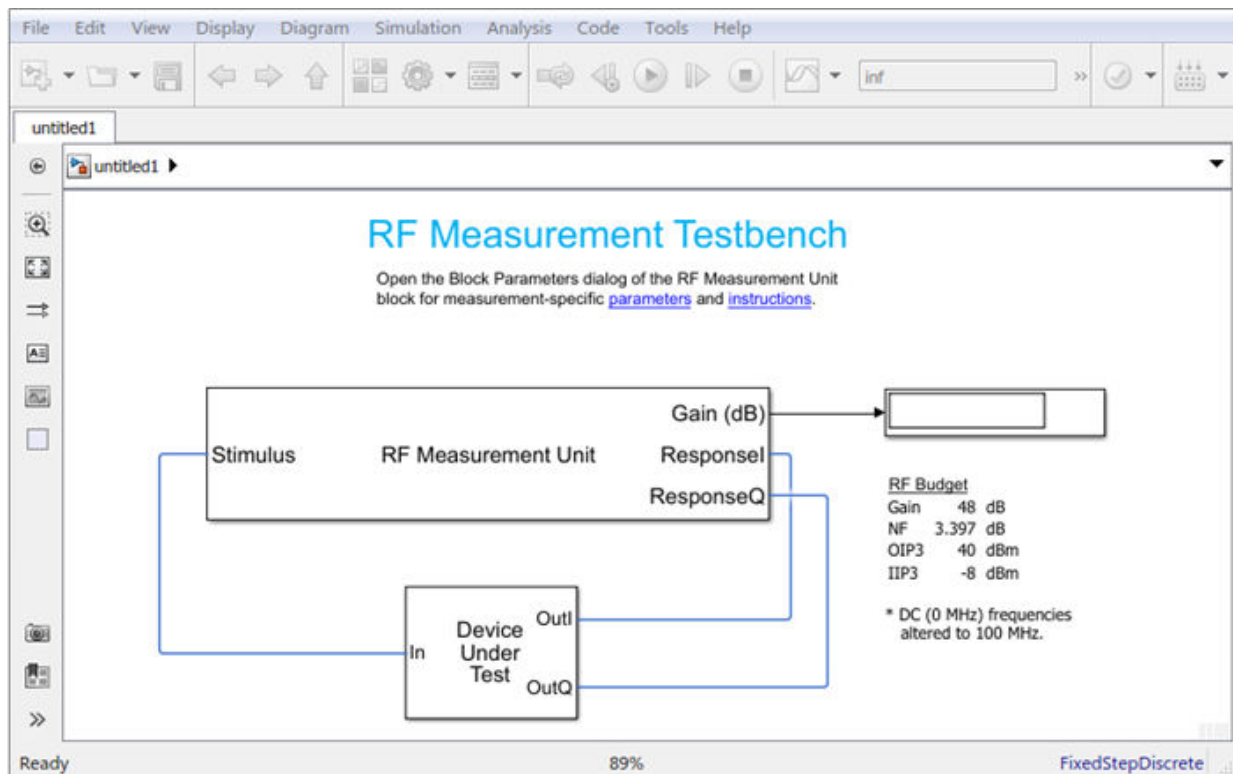 File Edit View Display Diagram Simulation Analysis Code Tools Help
inf
»
untitled1
untitled1
RF Measurement Testbench
Open the Block Parameters dialog of the RF Measurement Unit
block for measurement-specific parameters and instructions.
Gain (dB)
Stimulus RF Measurement Unit ResponseI
ResponseQ
RF Budget
Gain 48 dB
NF 3.397 dB
OIP3 40 dBm
IIP3 -8 dBm
* DC (0 MHz) frequencies
altered to 100 MHz.
OutI
In Device
Under
Test
OutQ
»
Ready 89% FixedStepDiscrete